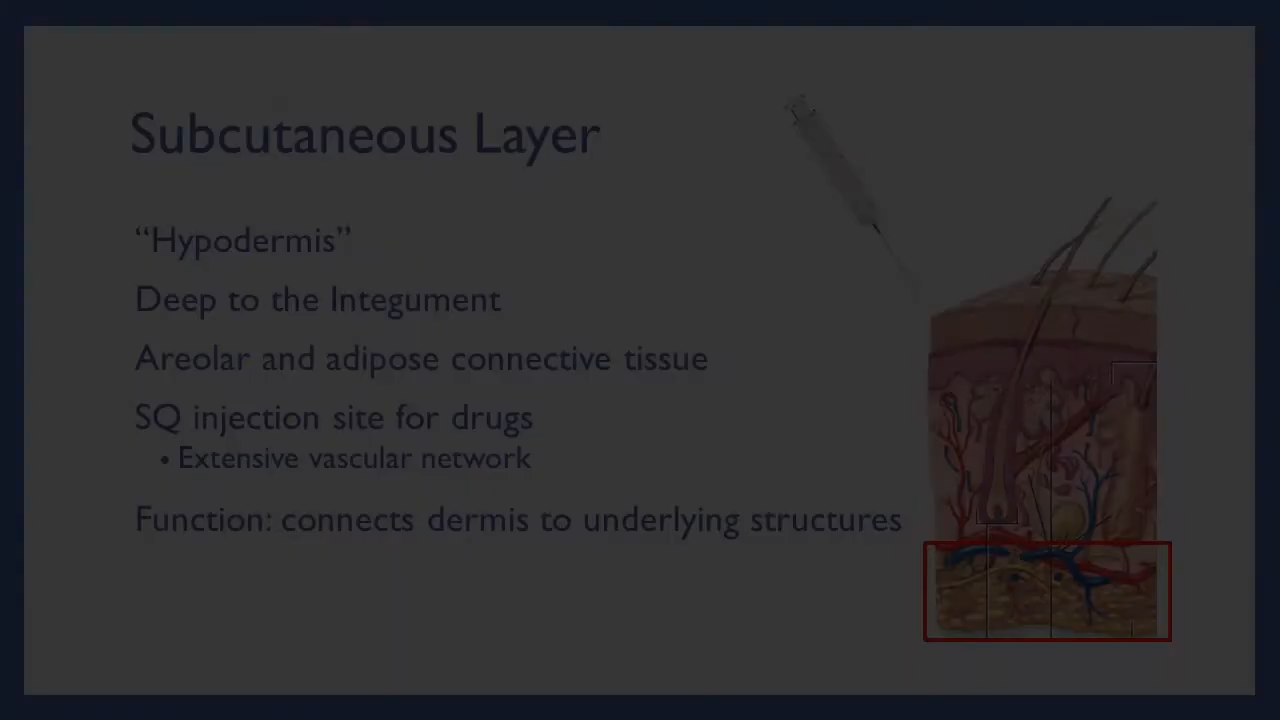 Subcutaneous Layer
“Hypodermis”
Deep to the Integument
Areolar and adipose connective tissue
SQ injection site for drugs
• Extensive vascular network
Function: connects dermis to underlying structures